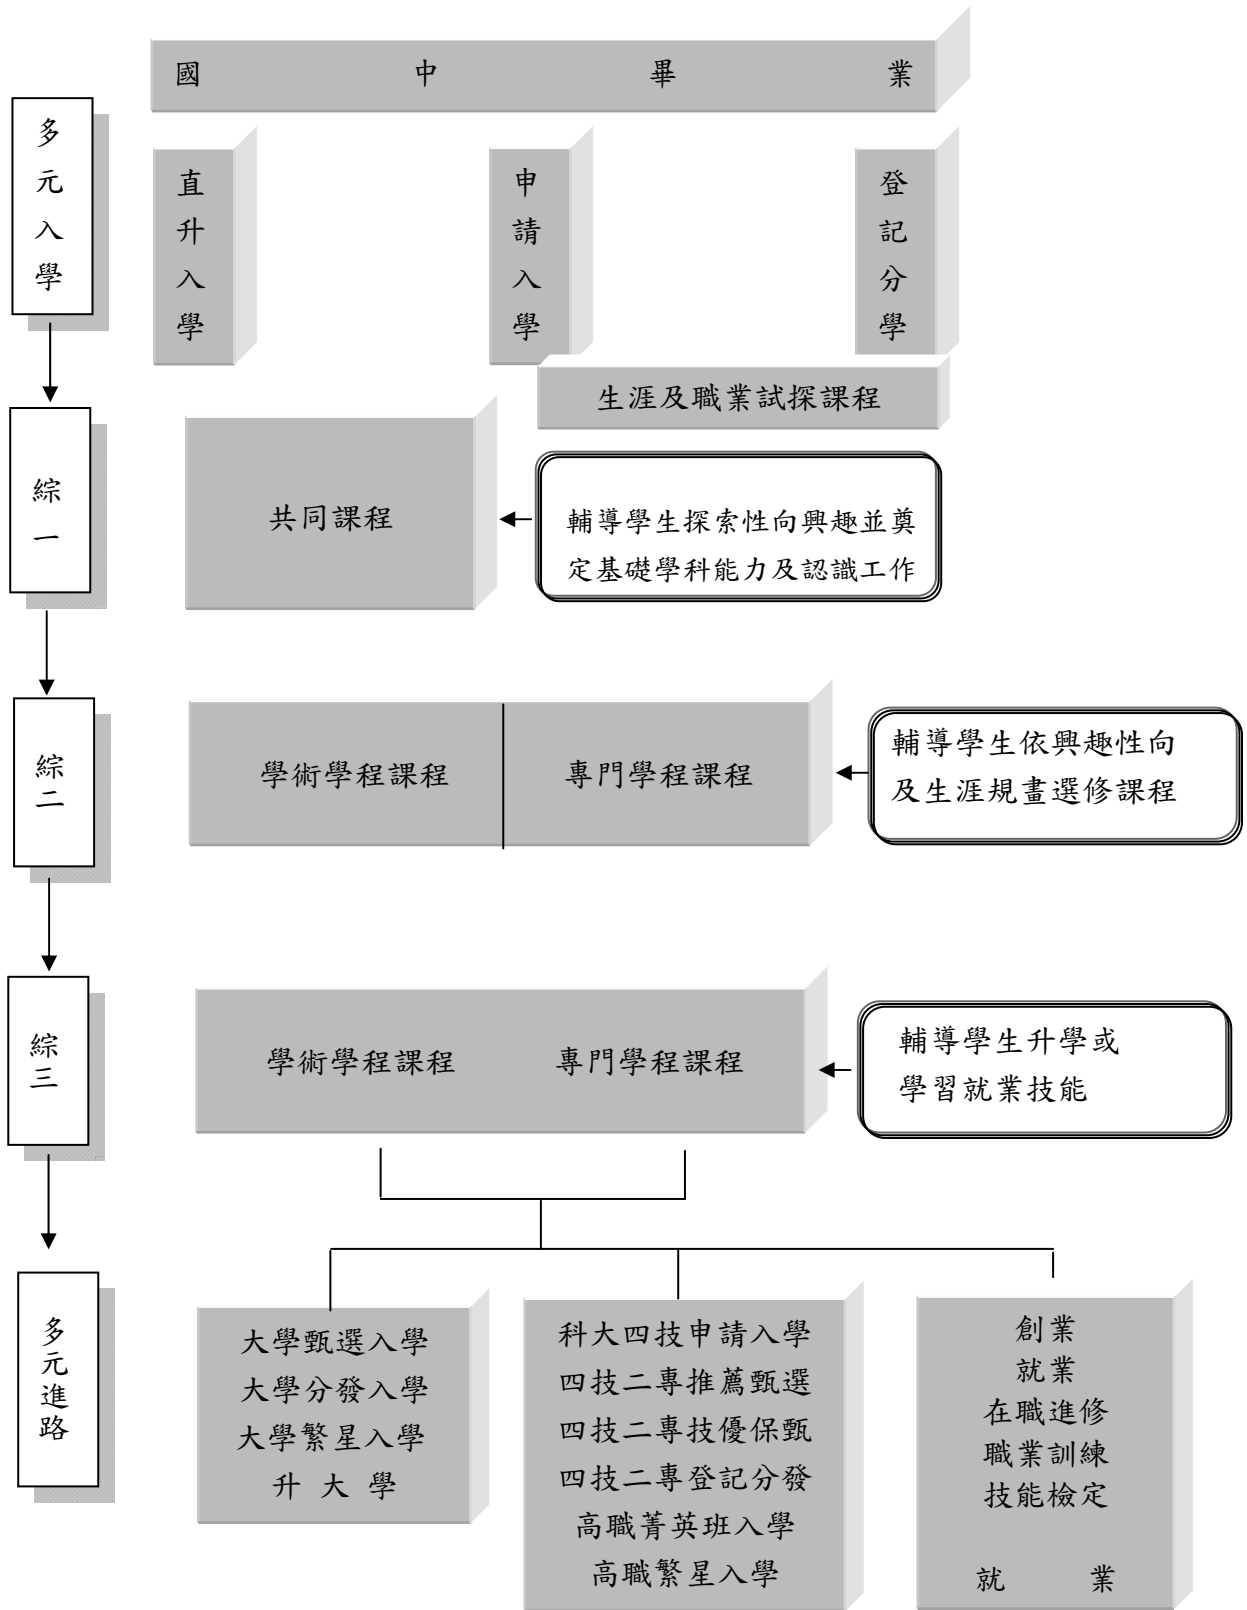 國 中 畢 業
多元入學
直升入學
申請入學
登記分學
生涯及職業試探課程
綜一
共同課程
輔導學生探索性向興趣並奠
定基礎學科能力及認識工作
綜二
學術學程課程
專門學程課程
輔導學生依興趣性向
及生涯規畫選修課程
綜三
學術學程課程
專門學程課程
輔導學生升學或
學習就業技能
多元進路
大學甄選入學
大學分發入學
大學繁星入學
升 大 學
科大四技申請入學
四技二專推薦甄選
四技二專技優保甄
四技二專登記分發
高職菁英班入學
高職繁星入學
創業
就業
在職進修
職業訓練
技能檢定
就 業